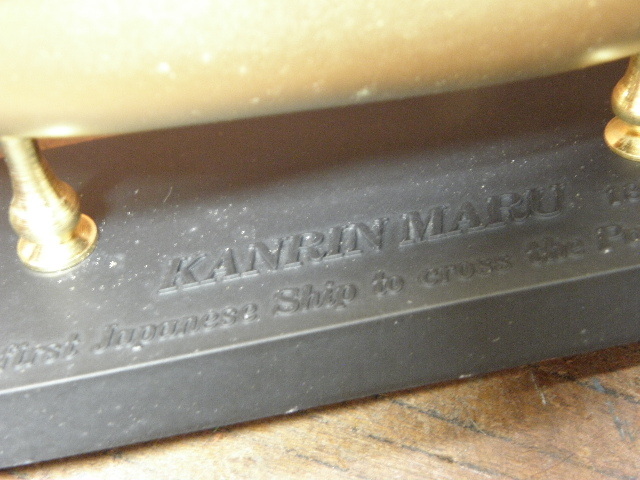 KANRIN MARU
first Japanese Ship to cross the